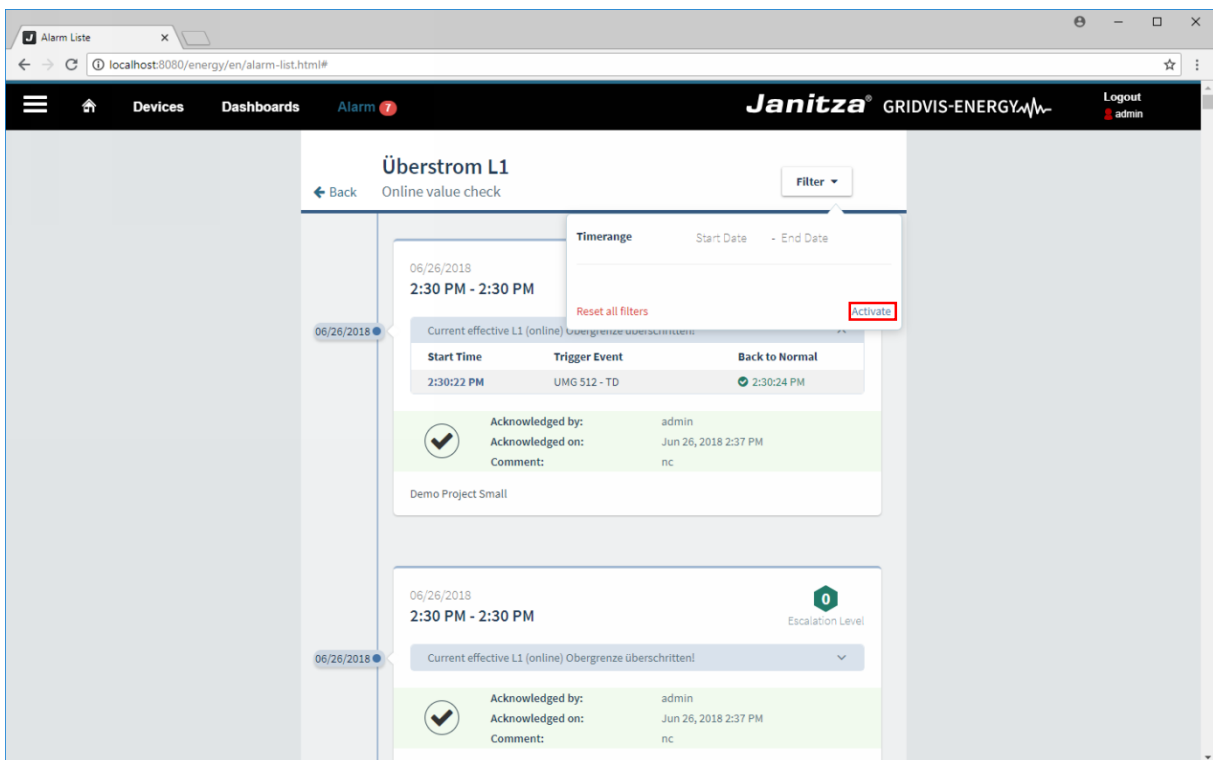 Alarm Liste
localhost:8080/energy/en/alarm-list.html#
Devices Dashboards Alarm 7 Janitza® GRIDVIS-ENERGY Logout
admin
Überstrom L1
← Back Online value check Filter
Timerange Start Date - End Date
06/26/2018
2:30 PM - 2:30 PM
Reset all filters Activate
06/26/2018 Current effective L1 (online) Obergrenze überschritten!
Start Time Trigger Event Back to Normal
2:30:22 PM UMG 512 - TD 2:30:24 PM
Acknowledged by: admin
Acknowledged on: Jun 26, 2018 2:37 PM
Comment: nc
Demo Project Small
06/26/2018 0
2:30 PM - 2:30 PM Escalation Level
06/26/2018 Current effective L1 (online) Obergrenze überschritten!
Acknowledged by: admin
Acknowledged on: Jun 26, 2018 2:37 PM
Comment: nc